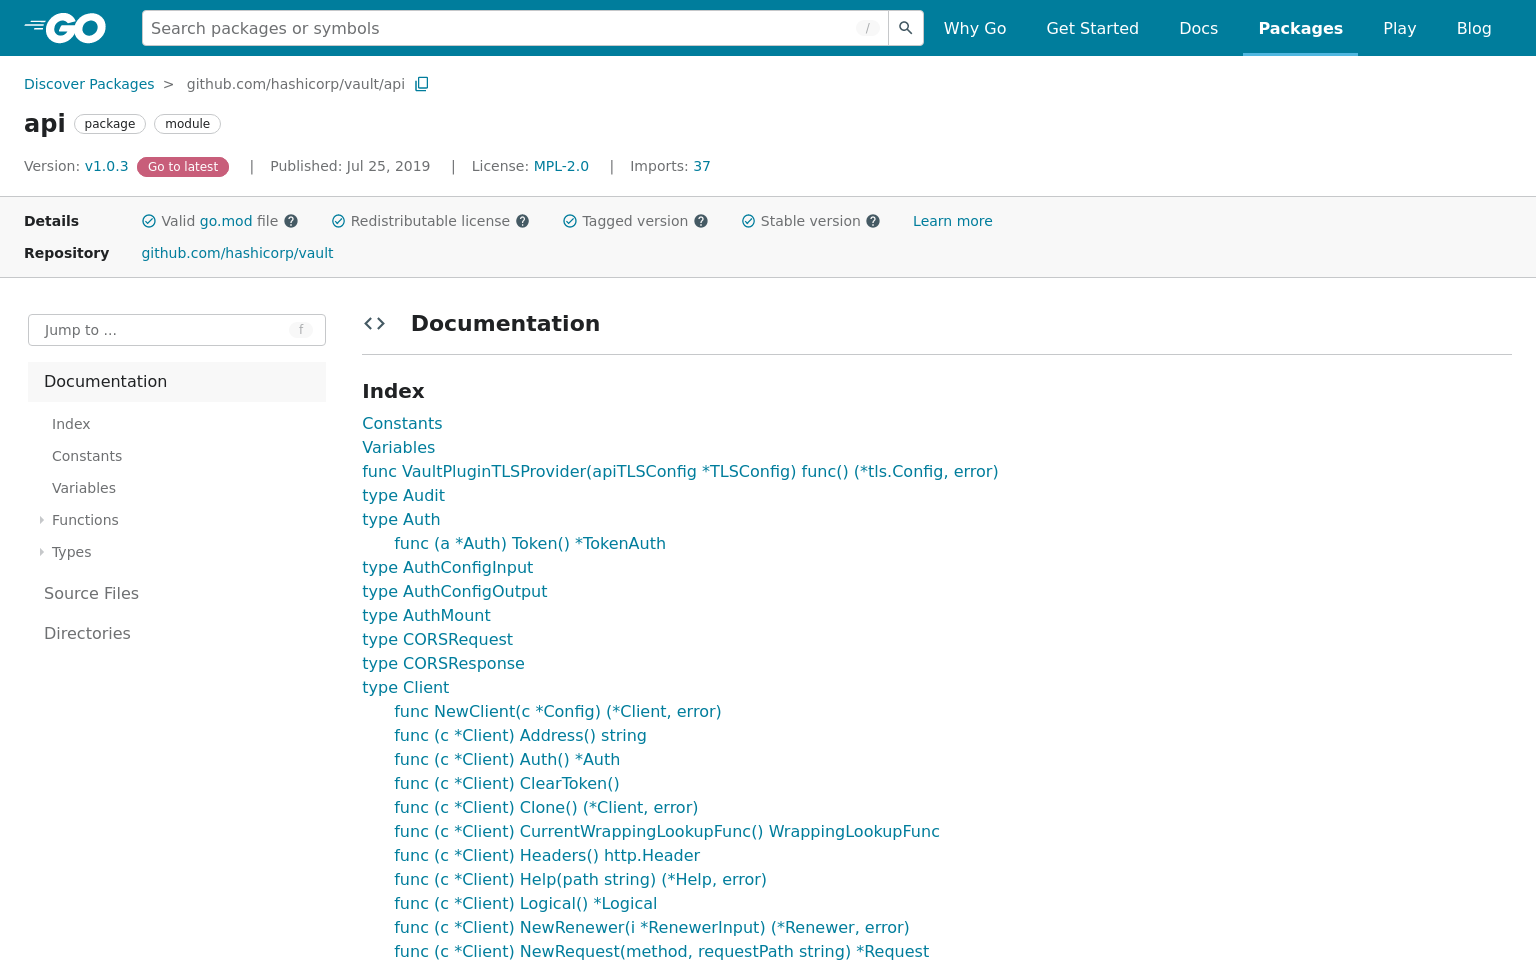 GO
Search packages or symbols
/
Why Go
Get Started
Docs
Packages
Play
Blog
Discover Packages > github.com/hashicorp/vault/api
api package module
Version: v1.0.3 Go to latest | Published: Jul 25, 2019 | License: MPL-2.0 | Imports: 37
Details Valid go.mod file Redistributable license Tagged version Stable version Learn more
Repository github.com/hashicorp/vault
Jump to ...
f
Documentation
Index
Constants
Variables
Functions
Types
Source Files
Directories
Documentation
Index
Constants
Variables
func VaultPluginTLSProvider(apiTLSConfig *TLSConfig) func() (*tls.Config, error)
type Audit
type Auth
func (a *Auth) Token() *TokenAuth
type AuthConfigInput
type AuthConfigOutput
type AuthMount
type CORSRequest
type CORSResponse
type Client
func NewClient(c *Config) (*Client, error)
func (c *Client) Address() string
func (c *Client) Auth() *Auth
func (c *Client) ClearToken()
func (c *Client) Clone() (*Client, error)
func (c *Client) CurrentWrappingLookupFunc() WrappingLookupFunc
func (c *Client) Headers() http.Header
func (c *Client) Help(path string) (*Help, error)
func (c *Client) Logical() *Logical
func (c *Client) NewRenewer(i *RenewerInput) (*Renewer, error)
func (c *Client) NewRequest(method, requestPath string) *Request